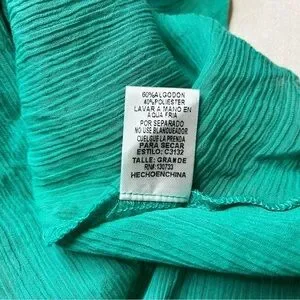 60%ALGODON
40%POLIESTER
LAVAR A MANO EN
AQUA FRIA
POR SEPARADO
NO USE BLANQUEADOR
CUELGUE LA PRENDA
PARA SECAR
ESTILO: C3132
TALLE: GRANDE
RN#:130733
HECHOENCHINA